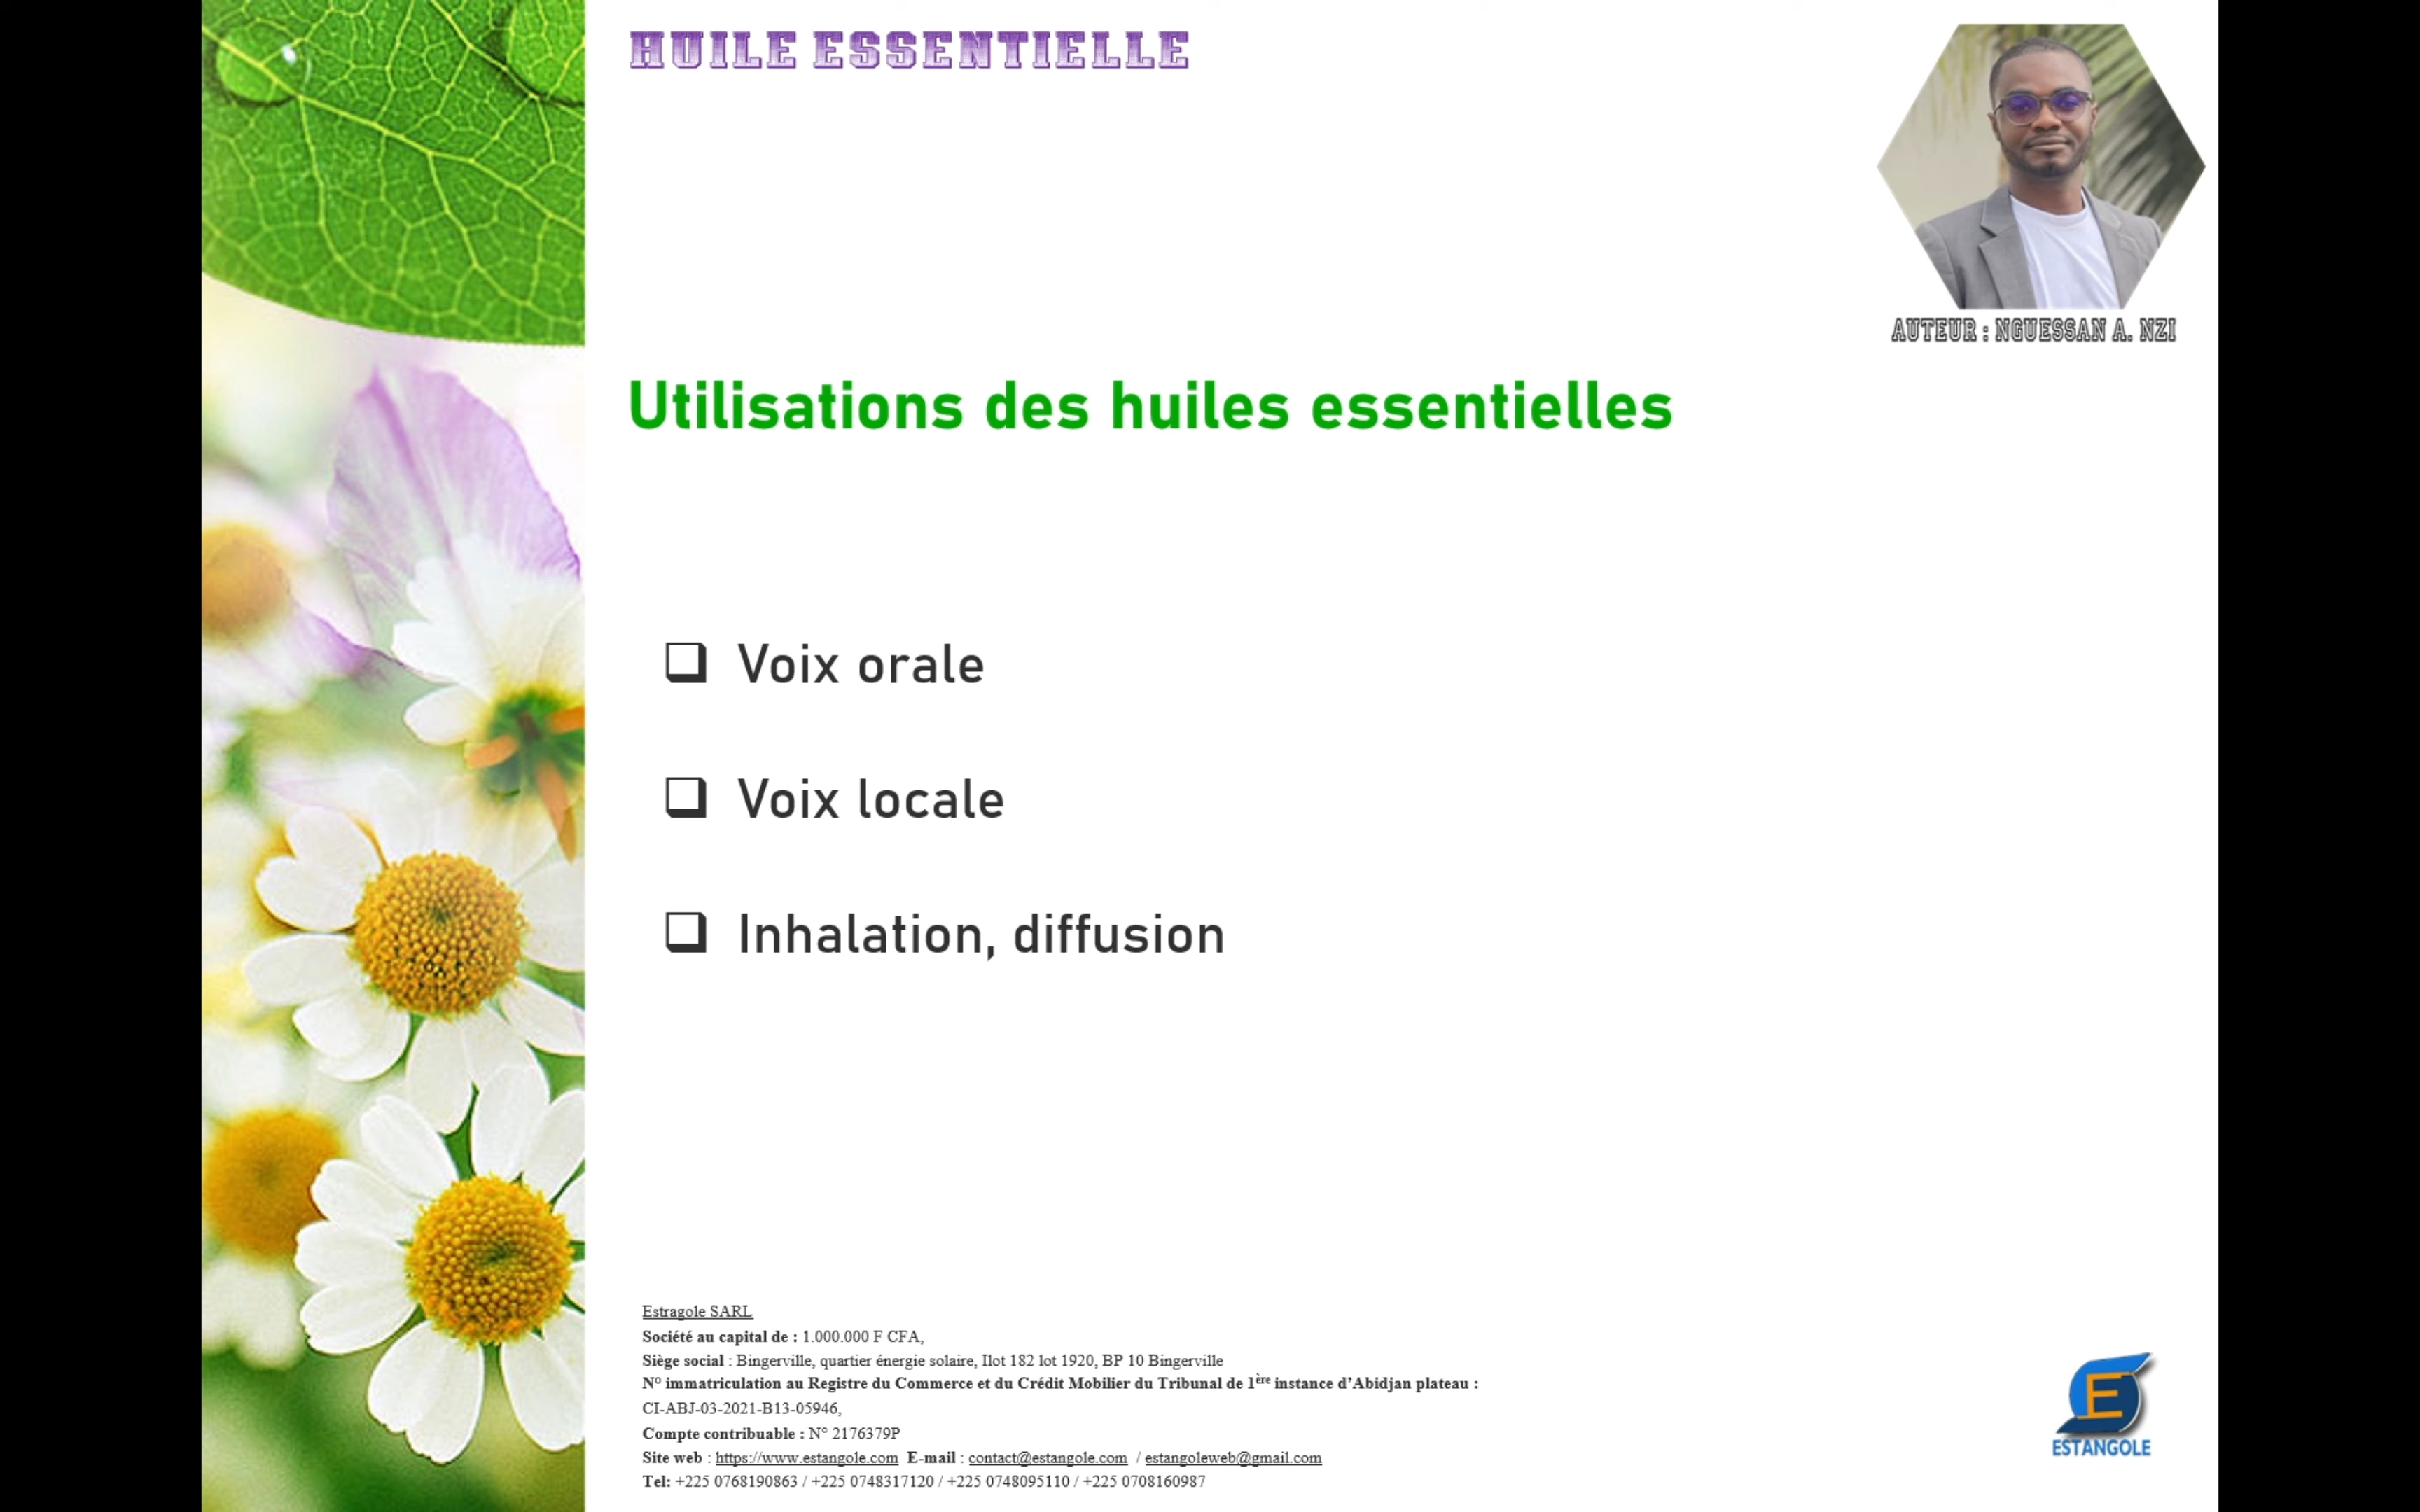 HUILE ESSENTIELLE
AUTEUR : NGUESSAN A. NZI
Utilisations des huiles essentielles
Voix orale
Voix locale
Inhalation, diffusion
Estragole SARL
Société au capital de : 1.000.000 F CFA,
Siège social : Bingerville, quartier énergie solaire, Ilot 182 lot 1920, BP 10 Bingerville
N° immatriculation au Registre du Commerce et du Crédit Mobilier du Tribunal de 1ère instance d’Abidjan plateau :
CI-ABJ-03-2021-B13-05946,
Compte contribuable : N° 2176379P
Site web : https://www.estangole.com E-mail : contact@estangole.com / estangoleweb@gmail.com
Tel: +225 0768190863 / +225 0748317120 / +225 0748095110 / +225 0708160987
E
ESTANGOLE